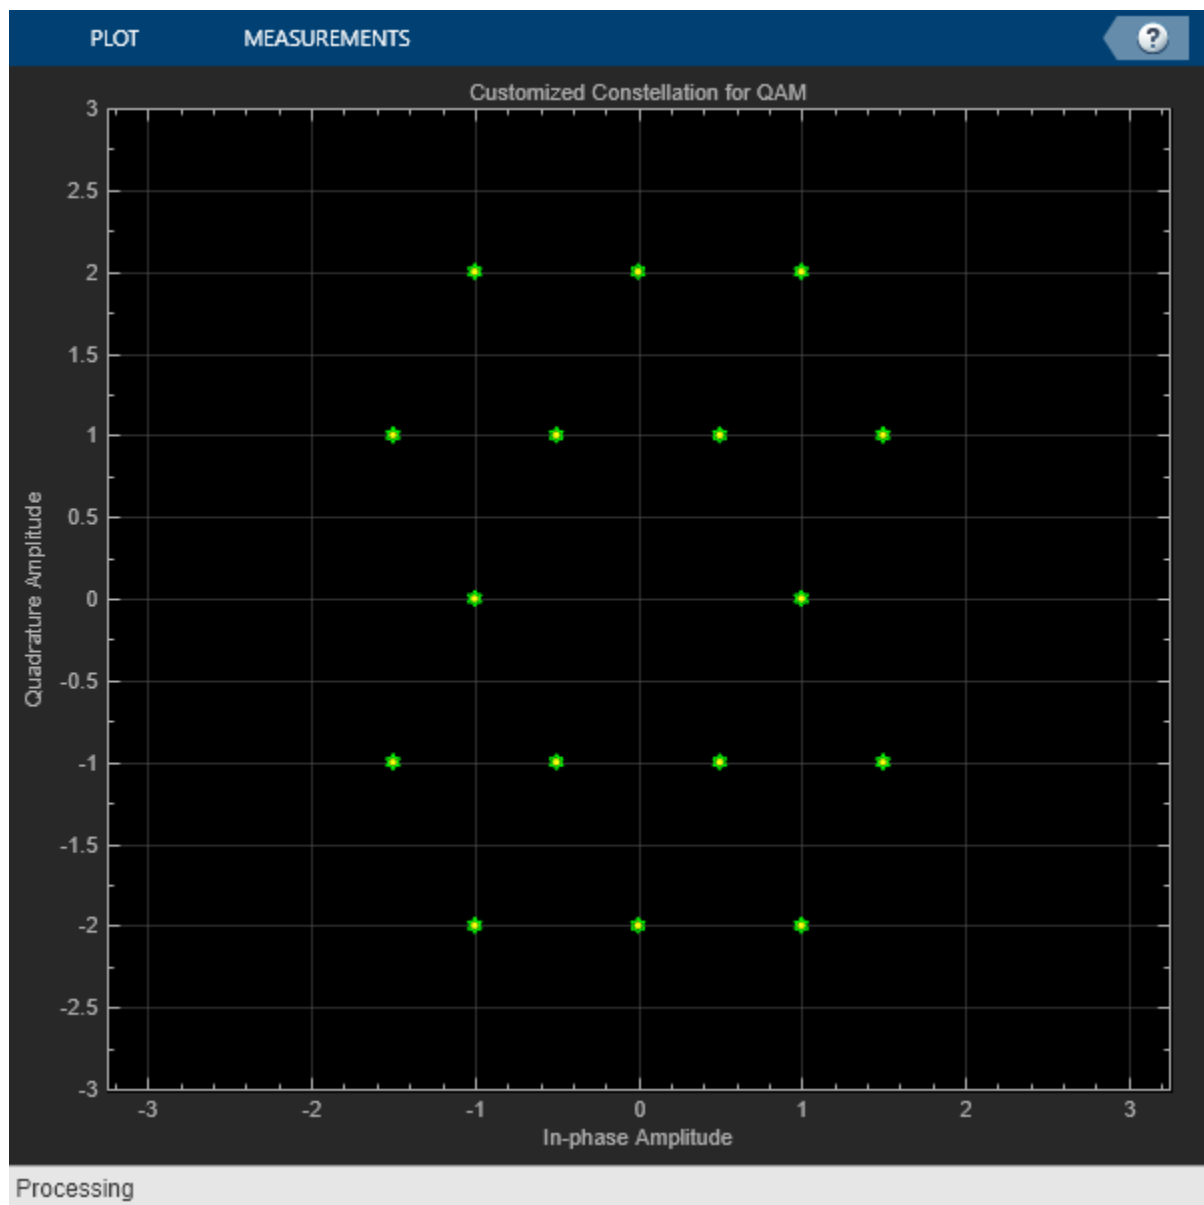 PLOT MEASUREMENTS ?
Customized Constellation for QAM
3
2.5
2
1.5
1
0.5
0
-0.5
-1
-1.5
-2
-2.5
-3
Quadrature Amplitude
-3 -2 -1 0 1 2 3
In-phase Amplitude
Processing